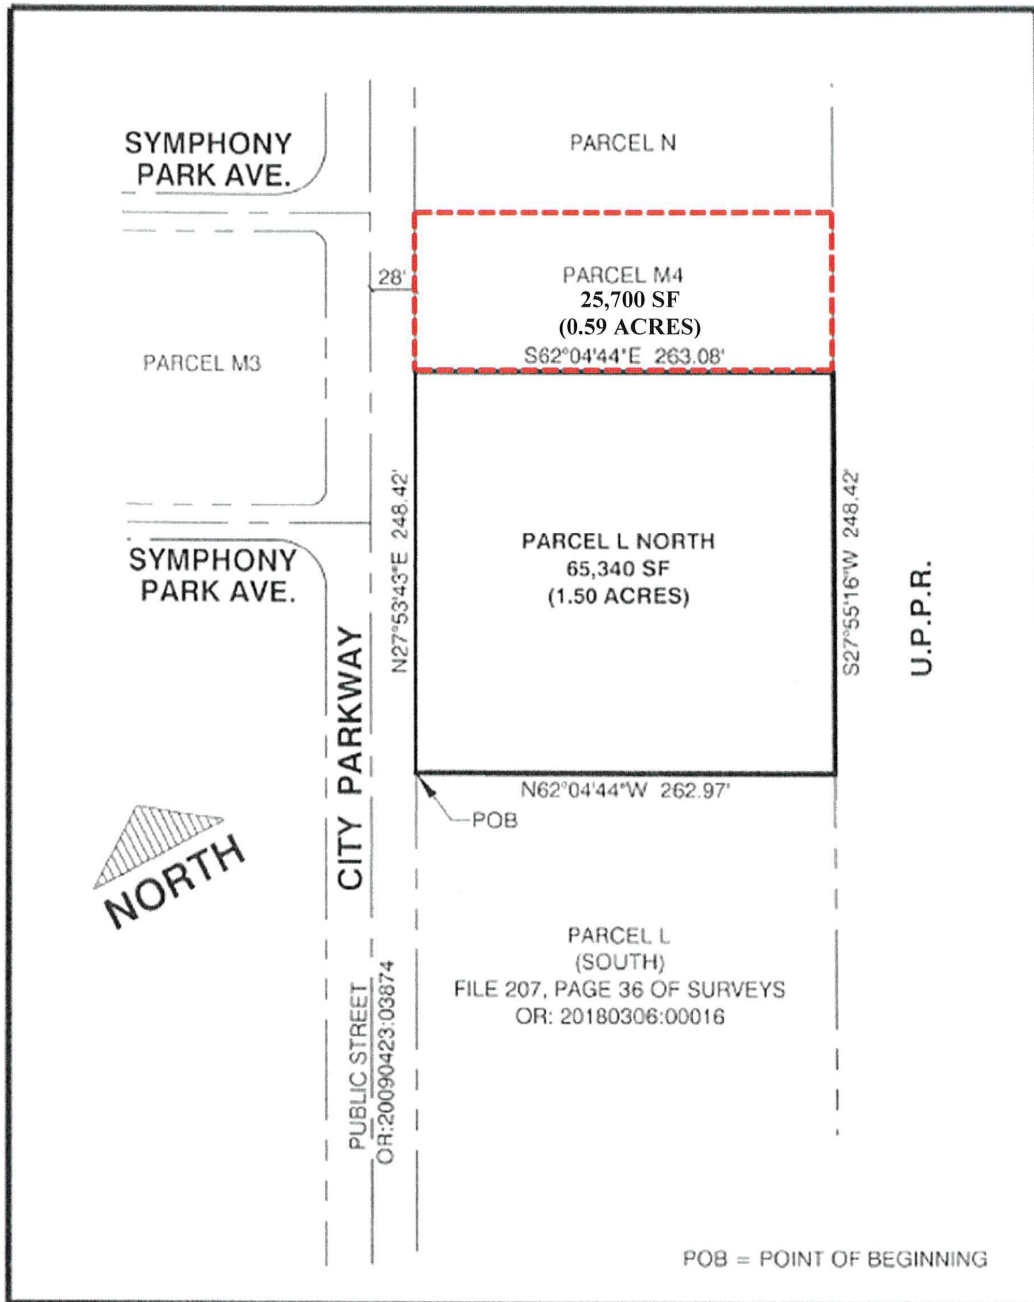 SYMPHONY
PARK AVE.
PARCEL N
28'
PARCEL M4
25,700 SF
(0.59 ACRES)
S62°04'44"E 263.08'
PARCEL M3
N27°53'43"E 248.42'
S27°55'16"W 248.42'
PARCEL L NORTH
65,340 SF
(1.50 ACRES)
SYMPHONY
PARK AVE.
U.P.P.R.
CITY PARKWAY
N62°04'44"W 262.97'
POB
NORTH
PARCEL L
(SOUTH)
FILE 207, PAGE 36 OF SURVEYS
OR: 20180306:00016
PUBLIC STREET
OR:20090423:03874
POB = POINT OF BEGINNING